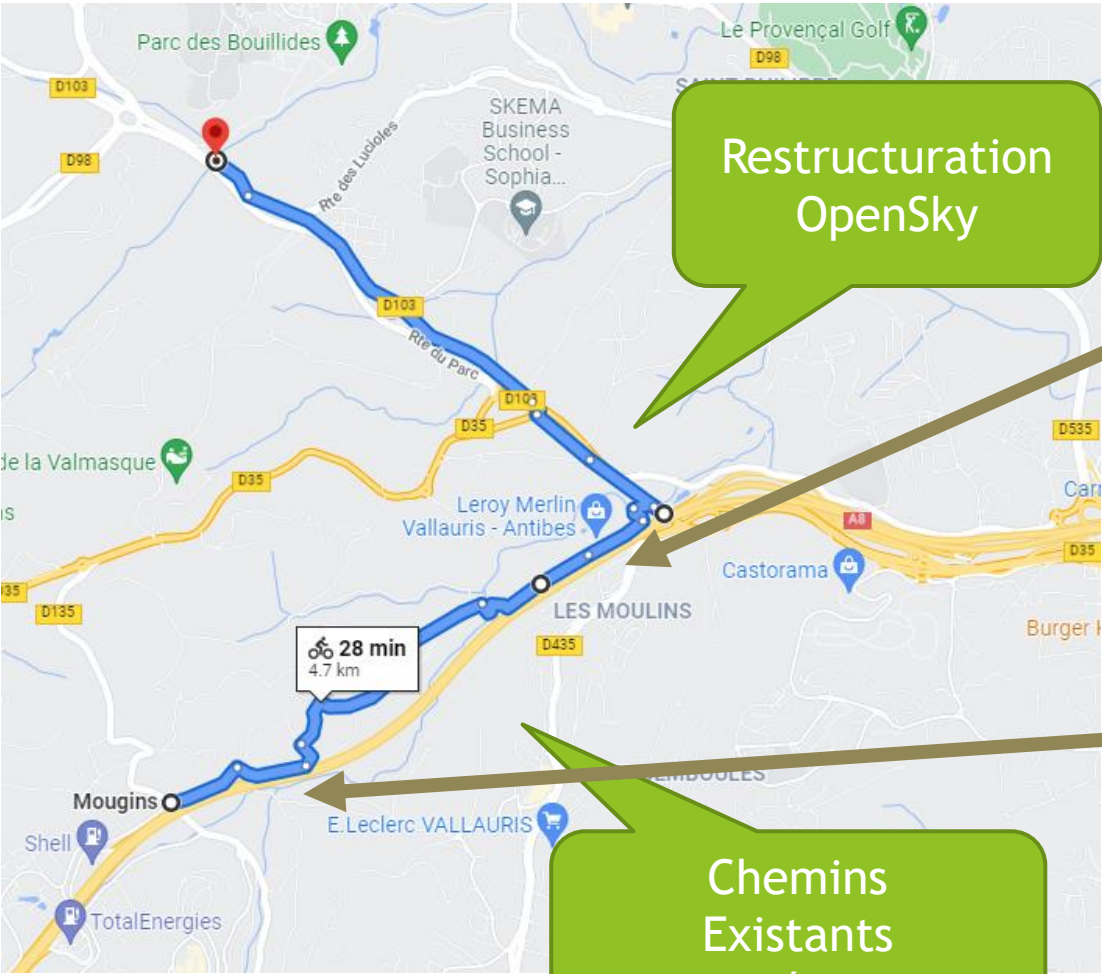 Parc des Bouillides
Le Provençal Golf
D98
D103
SKEMA
Business
School -
Sophia...
D98
Rte des Lucioles
Restructuration
OpenSky
D103
Rte du Parc
D103
D35
D535
de la Valmasque
D35
Leroy Merlin
Vallauris - Antibes
A8
Castorama
D35
35
D135
LES MOULINS
Burger
D435
28 min
4.7 km
Mougins
E.Leclerc VALLAURIS
Shell
Chemins
Existants
TotalEnergies